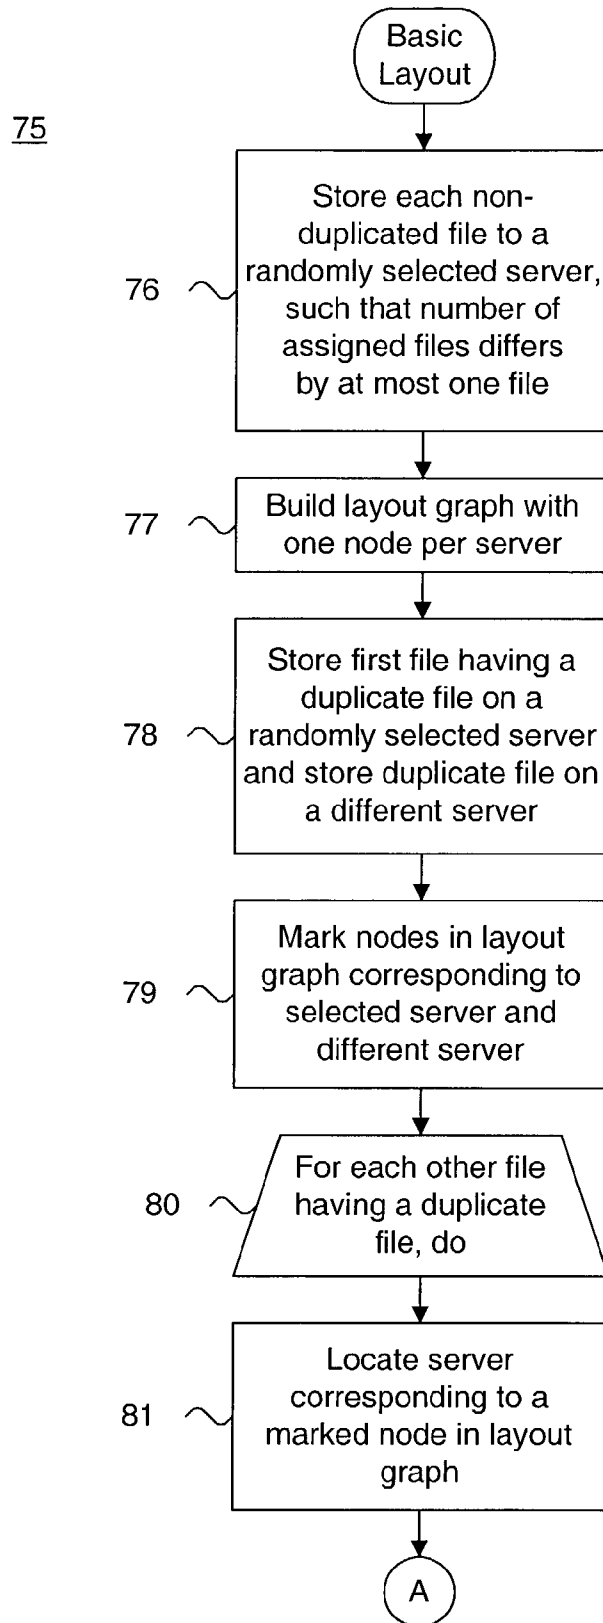 Basic
Layout
75
Store each non-
duplicated file to a
randomly selected server,
such that number of
assigned files differs
by at most one file
76
Build layout graph with
one node per server
77
Store first file having a
duplicate file on a
randomly selected server
and store duplicate file on
a different server
78
Mark nodes in layout
graph corresponding to
selected server and
different server
79
For each other file
having a duplicate
file, do
80
Locate server
corresponding to a
marked node in layout
graph
81
A